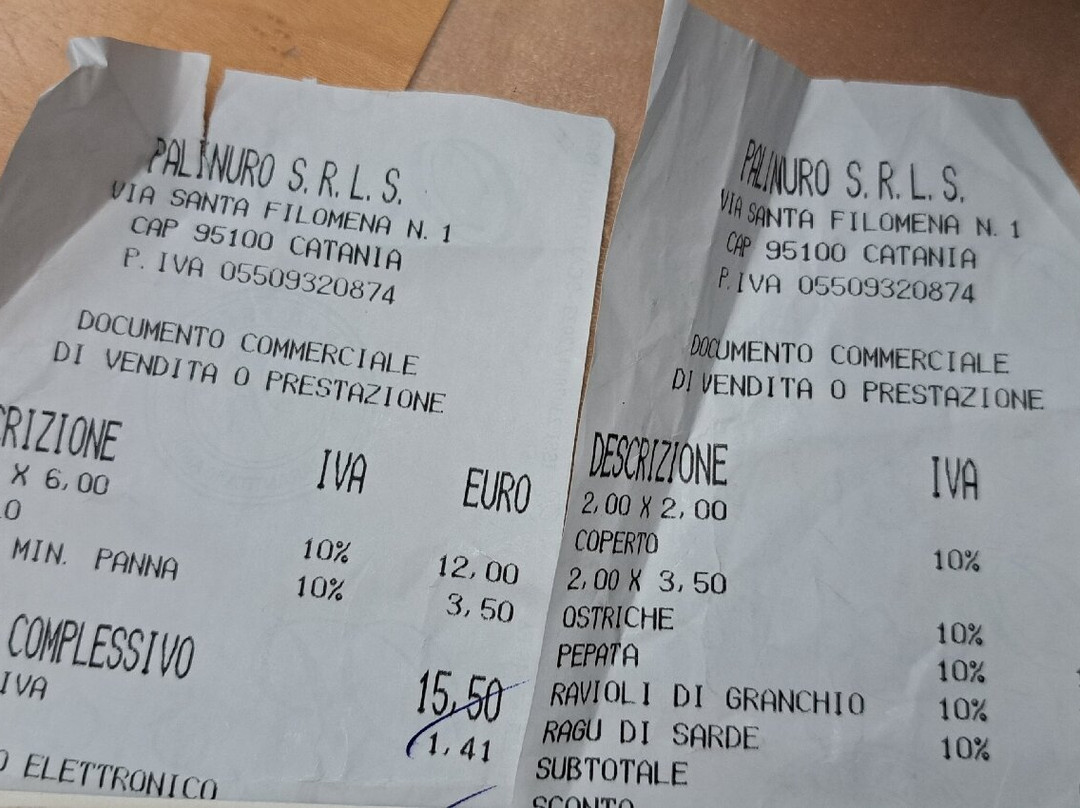 PALINURO S.R.L.S.
VIA SANTA FILOMENA N. 1
CAP 95100 CATANIA
P. IVA 05509320874
DOCUMENTO COMMERCIALE
DI VENDITA O PRESTAZIONE
CRIZIONE IVA EURO
X 6,00
LO 10% 12,00
MIN. PANNA 10% 3,50
COMPLESSIVO 15,50
IVA 1,41
O ELETTRONICO
PALINURO S.R.L.S.
VIA SANTA FILOMENA N. 1
CAP 95100 CATANIA
P. IVA 05509320874
DOCUMENTO COMMERCIALE
DI VENDITA O PRESTAZIONE
DESCRIZIONE IVA
2,00 X 2,00
COPERTO 10%
2,00 X 3,50
OSTRICHE 10%
PEPATA 10%
RAVIOLI DI GRANCHIO 10%
RAGU DI SARDE 10%
SUBTOTALE
SCONTO